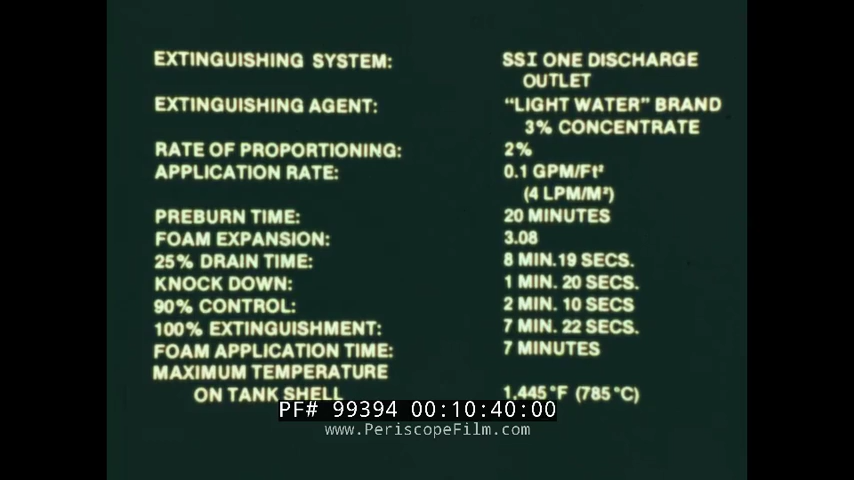 EXTINGUISHING SYSTEM: SSI ONE DISCHARGE
OUTLET
EXTINGUISHING AGENT: "LIGHT WATER" BRAND
3% CONCENTRATE
RATE OF PROPORTIONING: 2%
APPLICATION RATE: 0.1 GPM/Ft²
(4 LPM/M²)
PREBURN TIME: 20 MINUTES
FOAM EXPANSION: 3.08
25% DRAIN TIME: 8 MIN.19 SECS.
KNOCK DOWN: 1 MIN. 20 SECS.
90% CONTROL: 2 MIN. 10 SECS
100% EXTINGUISHMENT: 7 MIN. 22 SECS.
FOAM APPLICATION TIME: 7 MINUTES
MAXIMUM TEMPERATURE
ON TANK SHELL 1,445°F (785°C)
PF# 99394 00:10:40:00
www.PeriscopeFilm.com